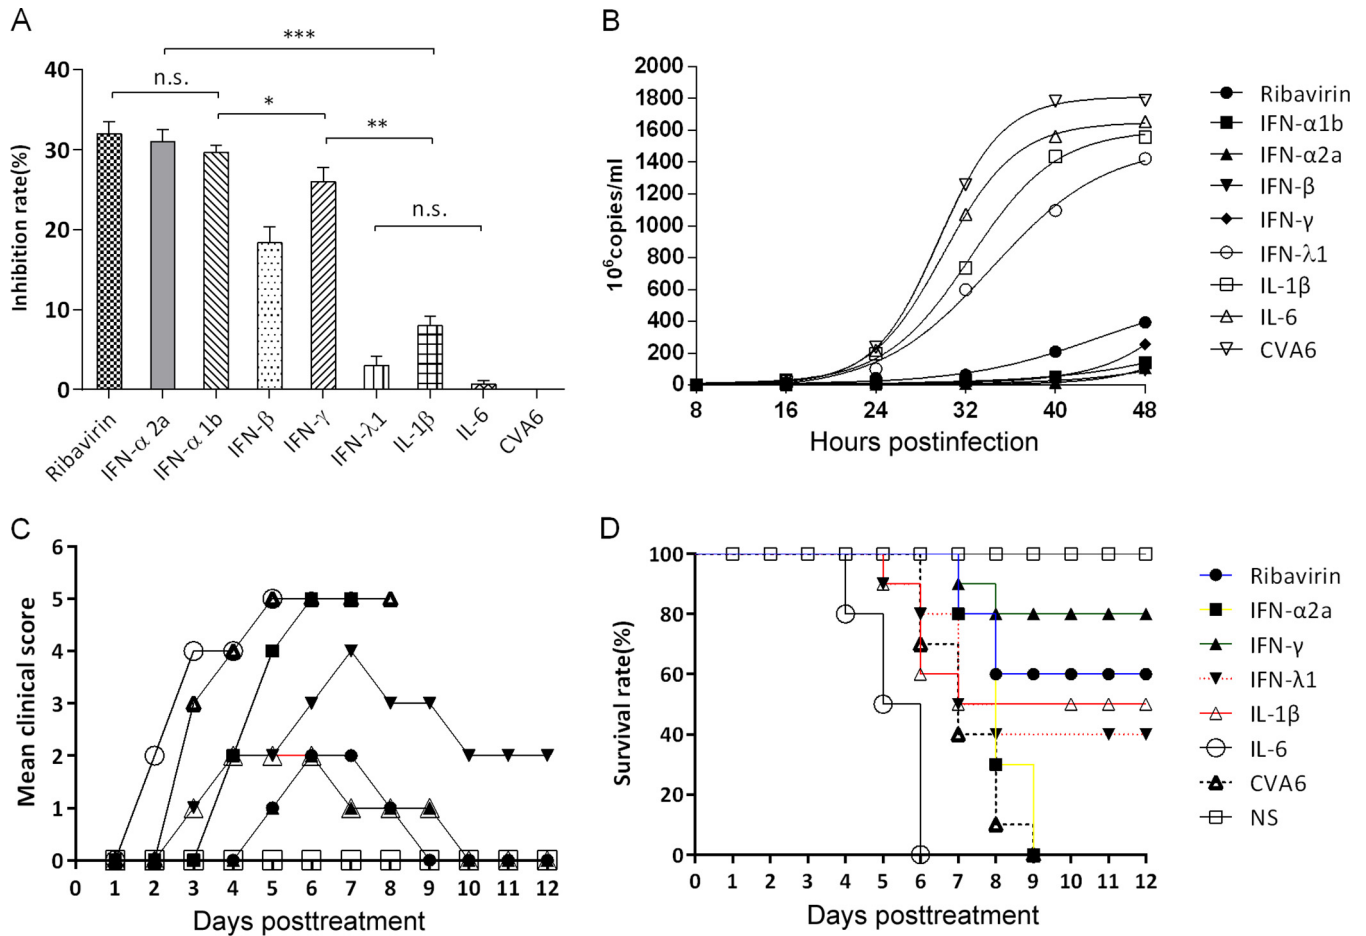 A
***
n.s.
*
**
n.s.
Inhibition rate(%)
40
30
20
10
0
Ribavirin
IFN-α 2a
IFN-α 1b
IFN-β
IFN-γ
IFN-λ1
IL-1β
IL-6
CVA6
B
10⁶copies/ml
2000
1800
1600
1400
1200
1000
800
600
400
200
0
8 16 24 32 40 48
Hours postinfection
Ribavirin
IFN-α1b
IFN-α2a
IFN-β
IFN-γ
IFN-λ1
IL-1β
IL-6
CVA6
C
Mean clinical score
6
5
4
3
2
1
0
0 1 2 3 4 5 6 7 8 9 10 11 12
Days posttreatment
D
Survival rate(%)
100
80
60
40
20
0
0 1 2 3 4 5 6 7 8 9 10 11 12
Days posttreatment
Ribavirin
IFN-α2a
IFN-γ
IFN-λ1
IL-1β
IL-6
CVA6
NS